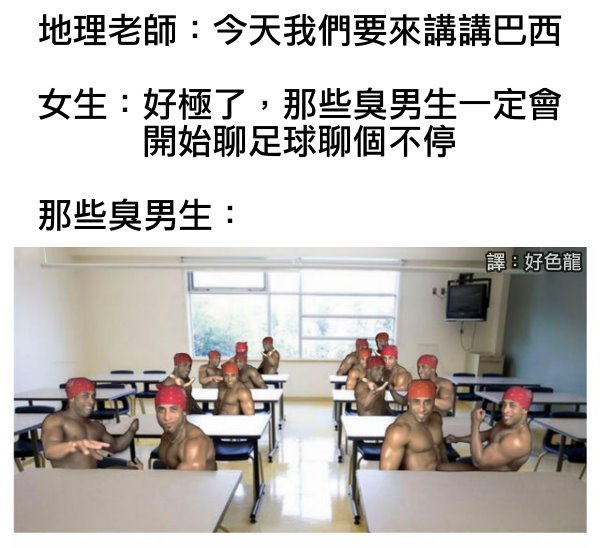 地理老師：今天我們要來講講巴西
女生：好極了，那些臭男生一定會
開始聊足球聊個不停
那些臭男生：
譯：好色龍